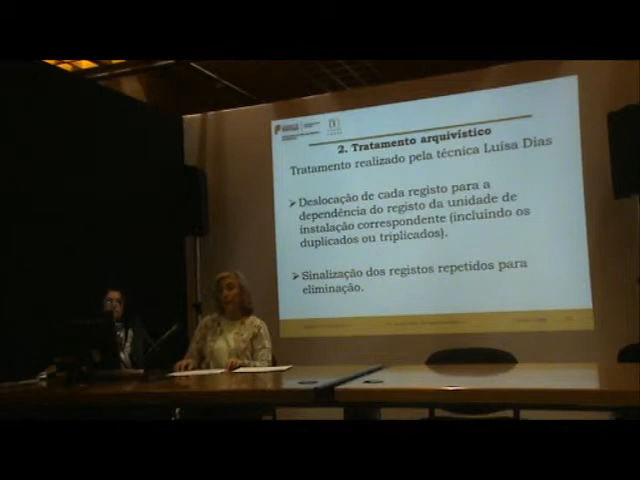 2. Tratamento arquivístico
Tratamento realizado pela técnica Luísa Dias
➢ Deslocação de cada registo para a
dependência do registo da unidade de
instalação correspondente (incluindo os
duplicados ou triplicados).
➢ Sinalização dos registos repetidos para
eliminação.